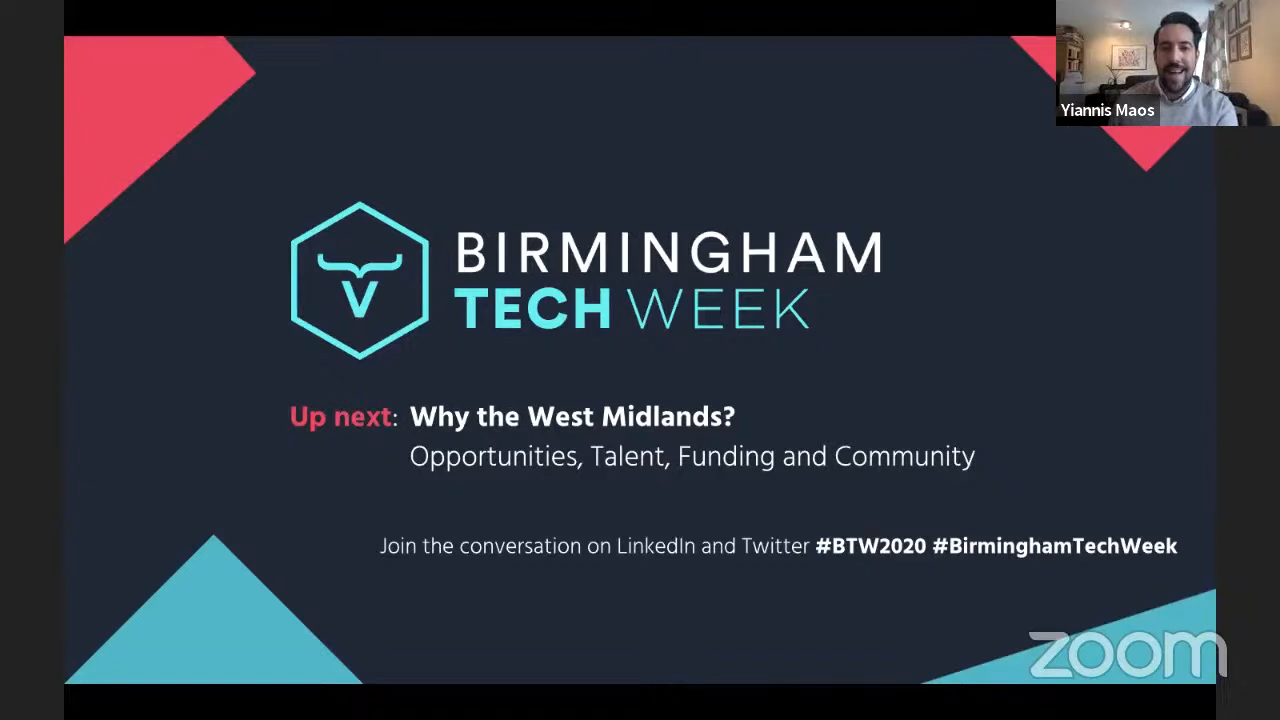 Yiannis Maos
BIRMINGHAM
TECH WEEK
Up next: Why the West Midlands?
Opportunities, Talent, Funding and Community
Join the conversation on LinkedIn and Twitter #BTW2020 #BirminghamTechWeek
zoom